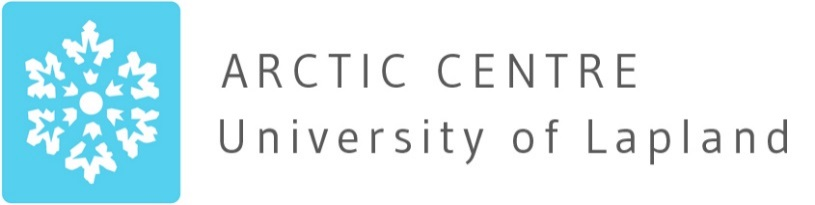 ARCTIC CENTRE
University of Lapland